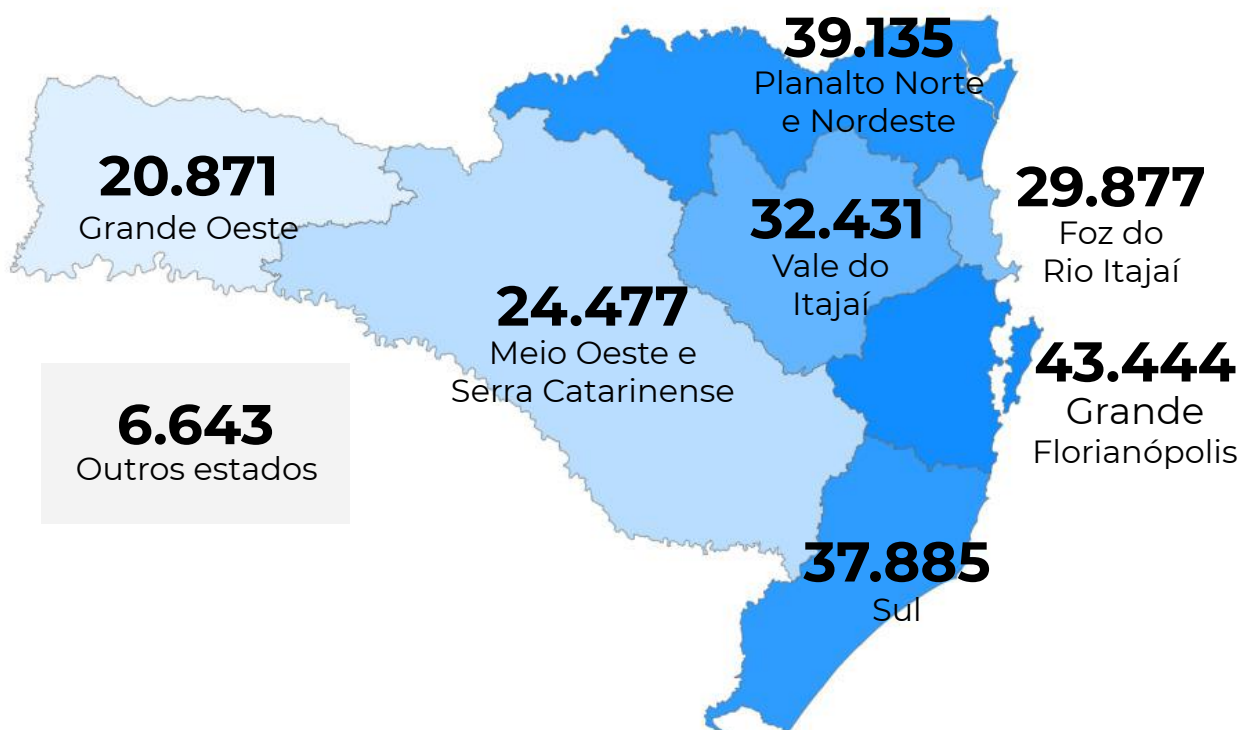 39.135
Planalto Norte
e Nordeste
20.871
Grande Oeste
29.877
Foz do
Rio Itajaí
32.431
Vale do
Itajaí
24.477
Meio Oeste e
Serra Catarinense
43.444
Grande
Florianópolis
6.643
Outros estados
37.885
Sul